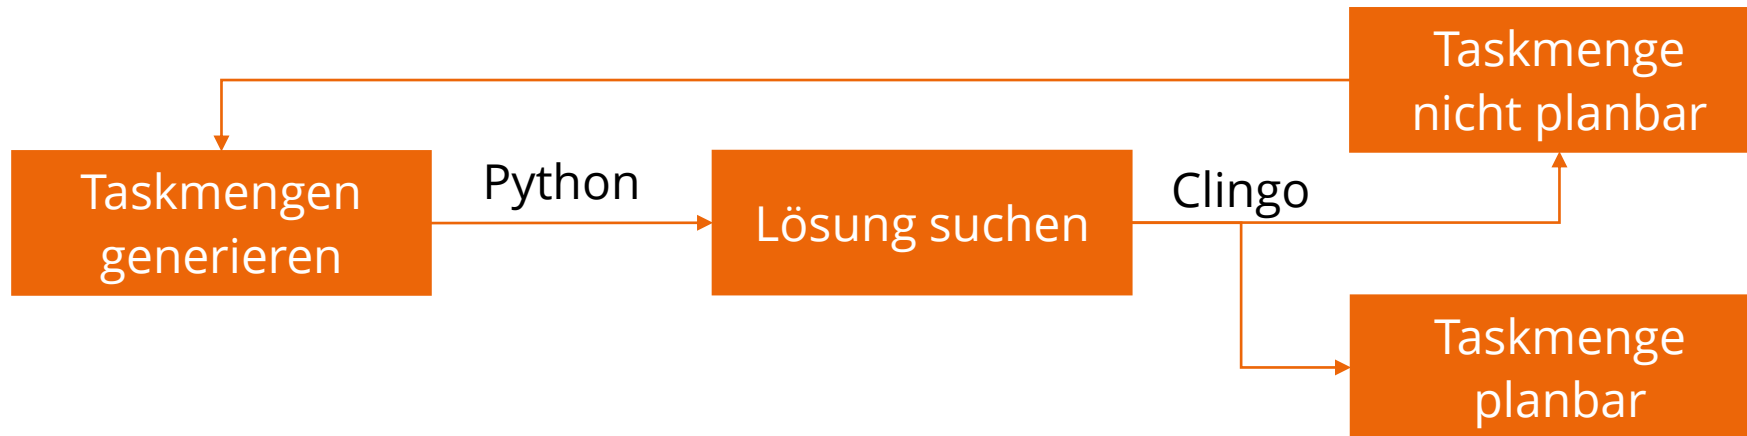 Taskmengen
generieren
Python
Lösung suchen
Clingo
Taskmenge
nicht planbar
Taskmenge
planbar